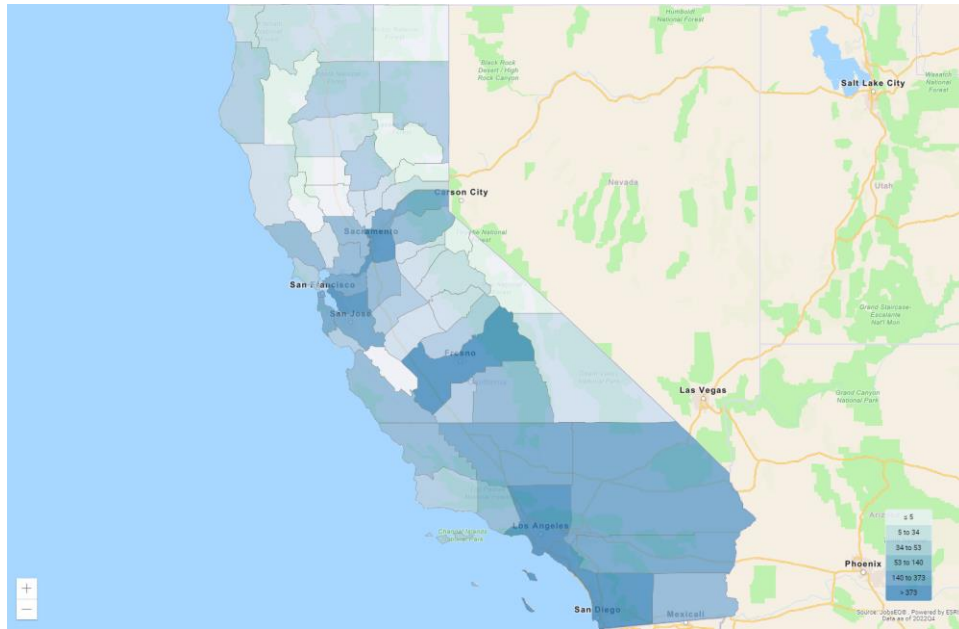 Humboldt
National Forest
Black Rock
Desert / High
Rock Canyon
Salt Lake City
Wasatch
National
Forest
Carson City
Nevada
Utah
Sacramento
San Francisco
San Jose
Fresno
Grand Staircase-
Escalante
Nat'l Mon
Las Vegas
Grand Canyon
National Park
Los Angeles
Channel Islands
San Diego
Mexicali
Phoenix
≤ 5
5 to 34
34 to 53
53 to 140
140 to 373
> 373
+
−
Source: JobsEQ®. Powered by ESRI
Data as of 2022Q4